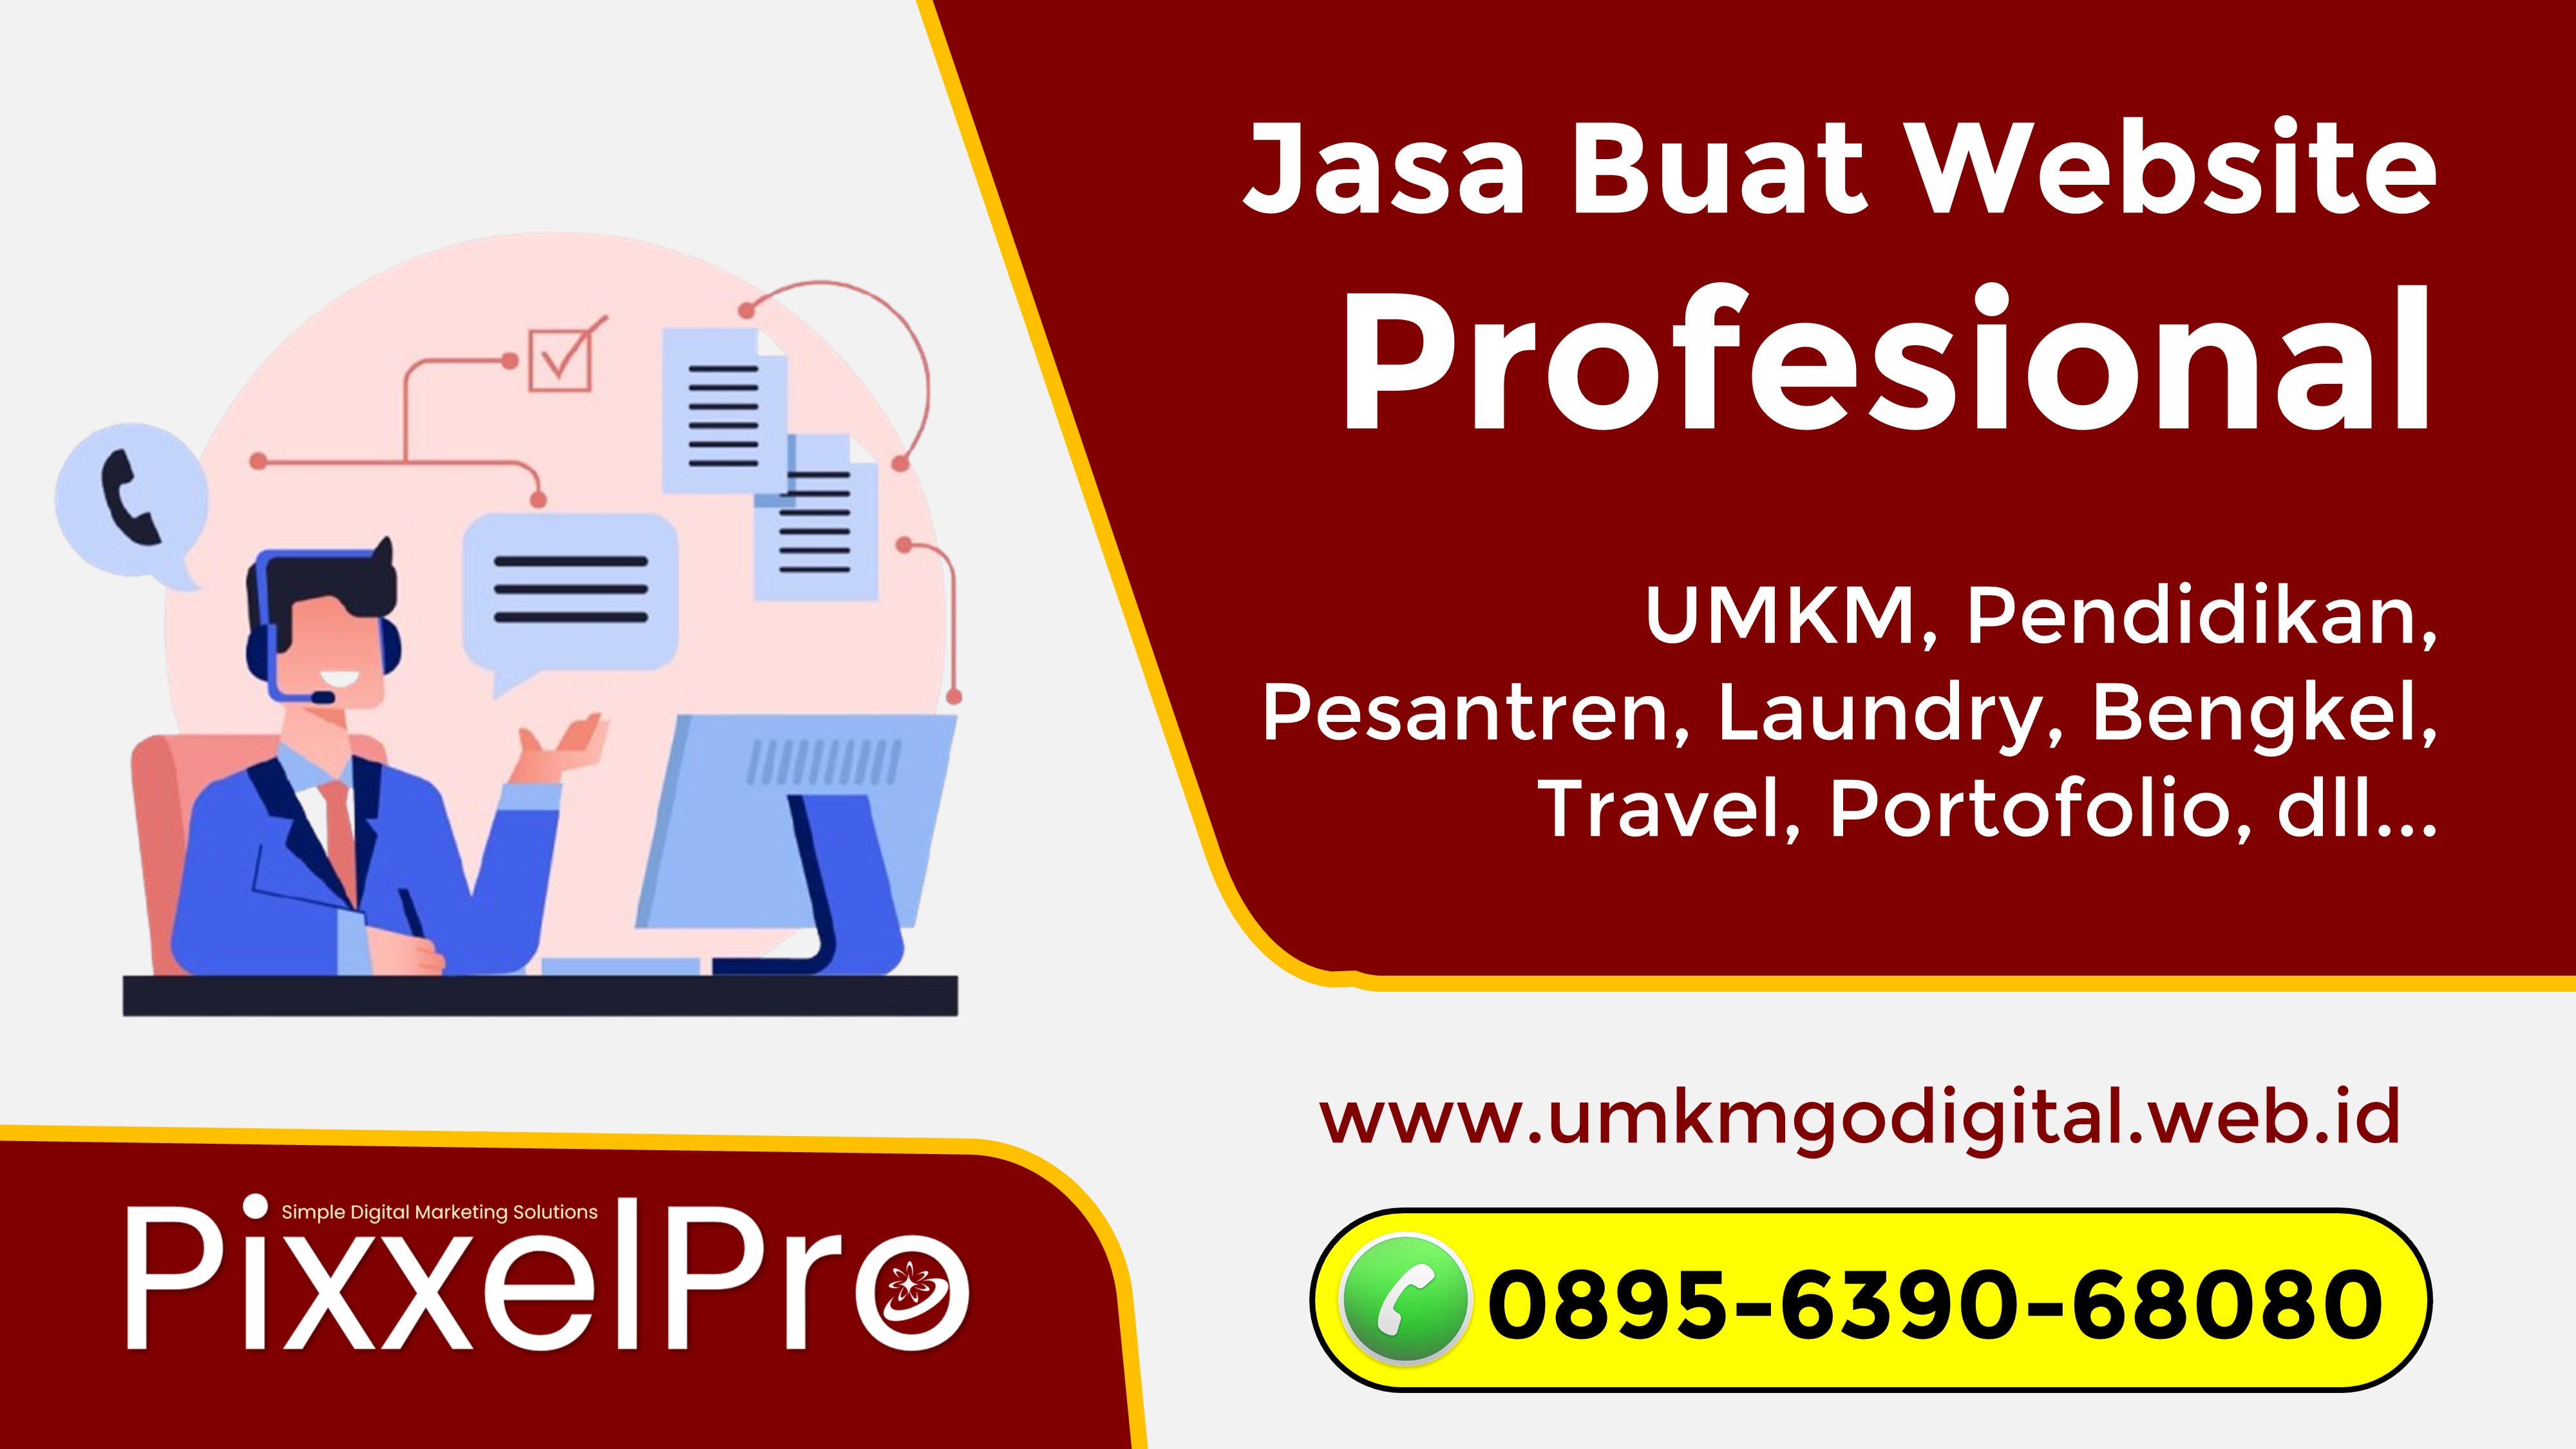 Jasa Buat Website
Profesional
UMKM, Pendidikan,
Pesantren, Laundry, Bengkel,
Travel, Portofolio, dll...
www.umkmgodigital.web.id
0895-6390-68080
Simple Digital Marketing Solutions
PixxelPro